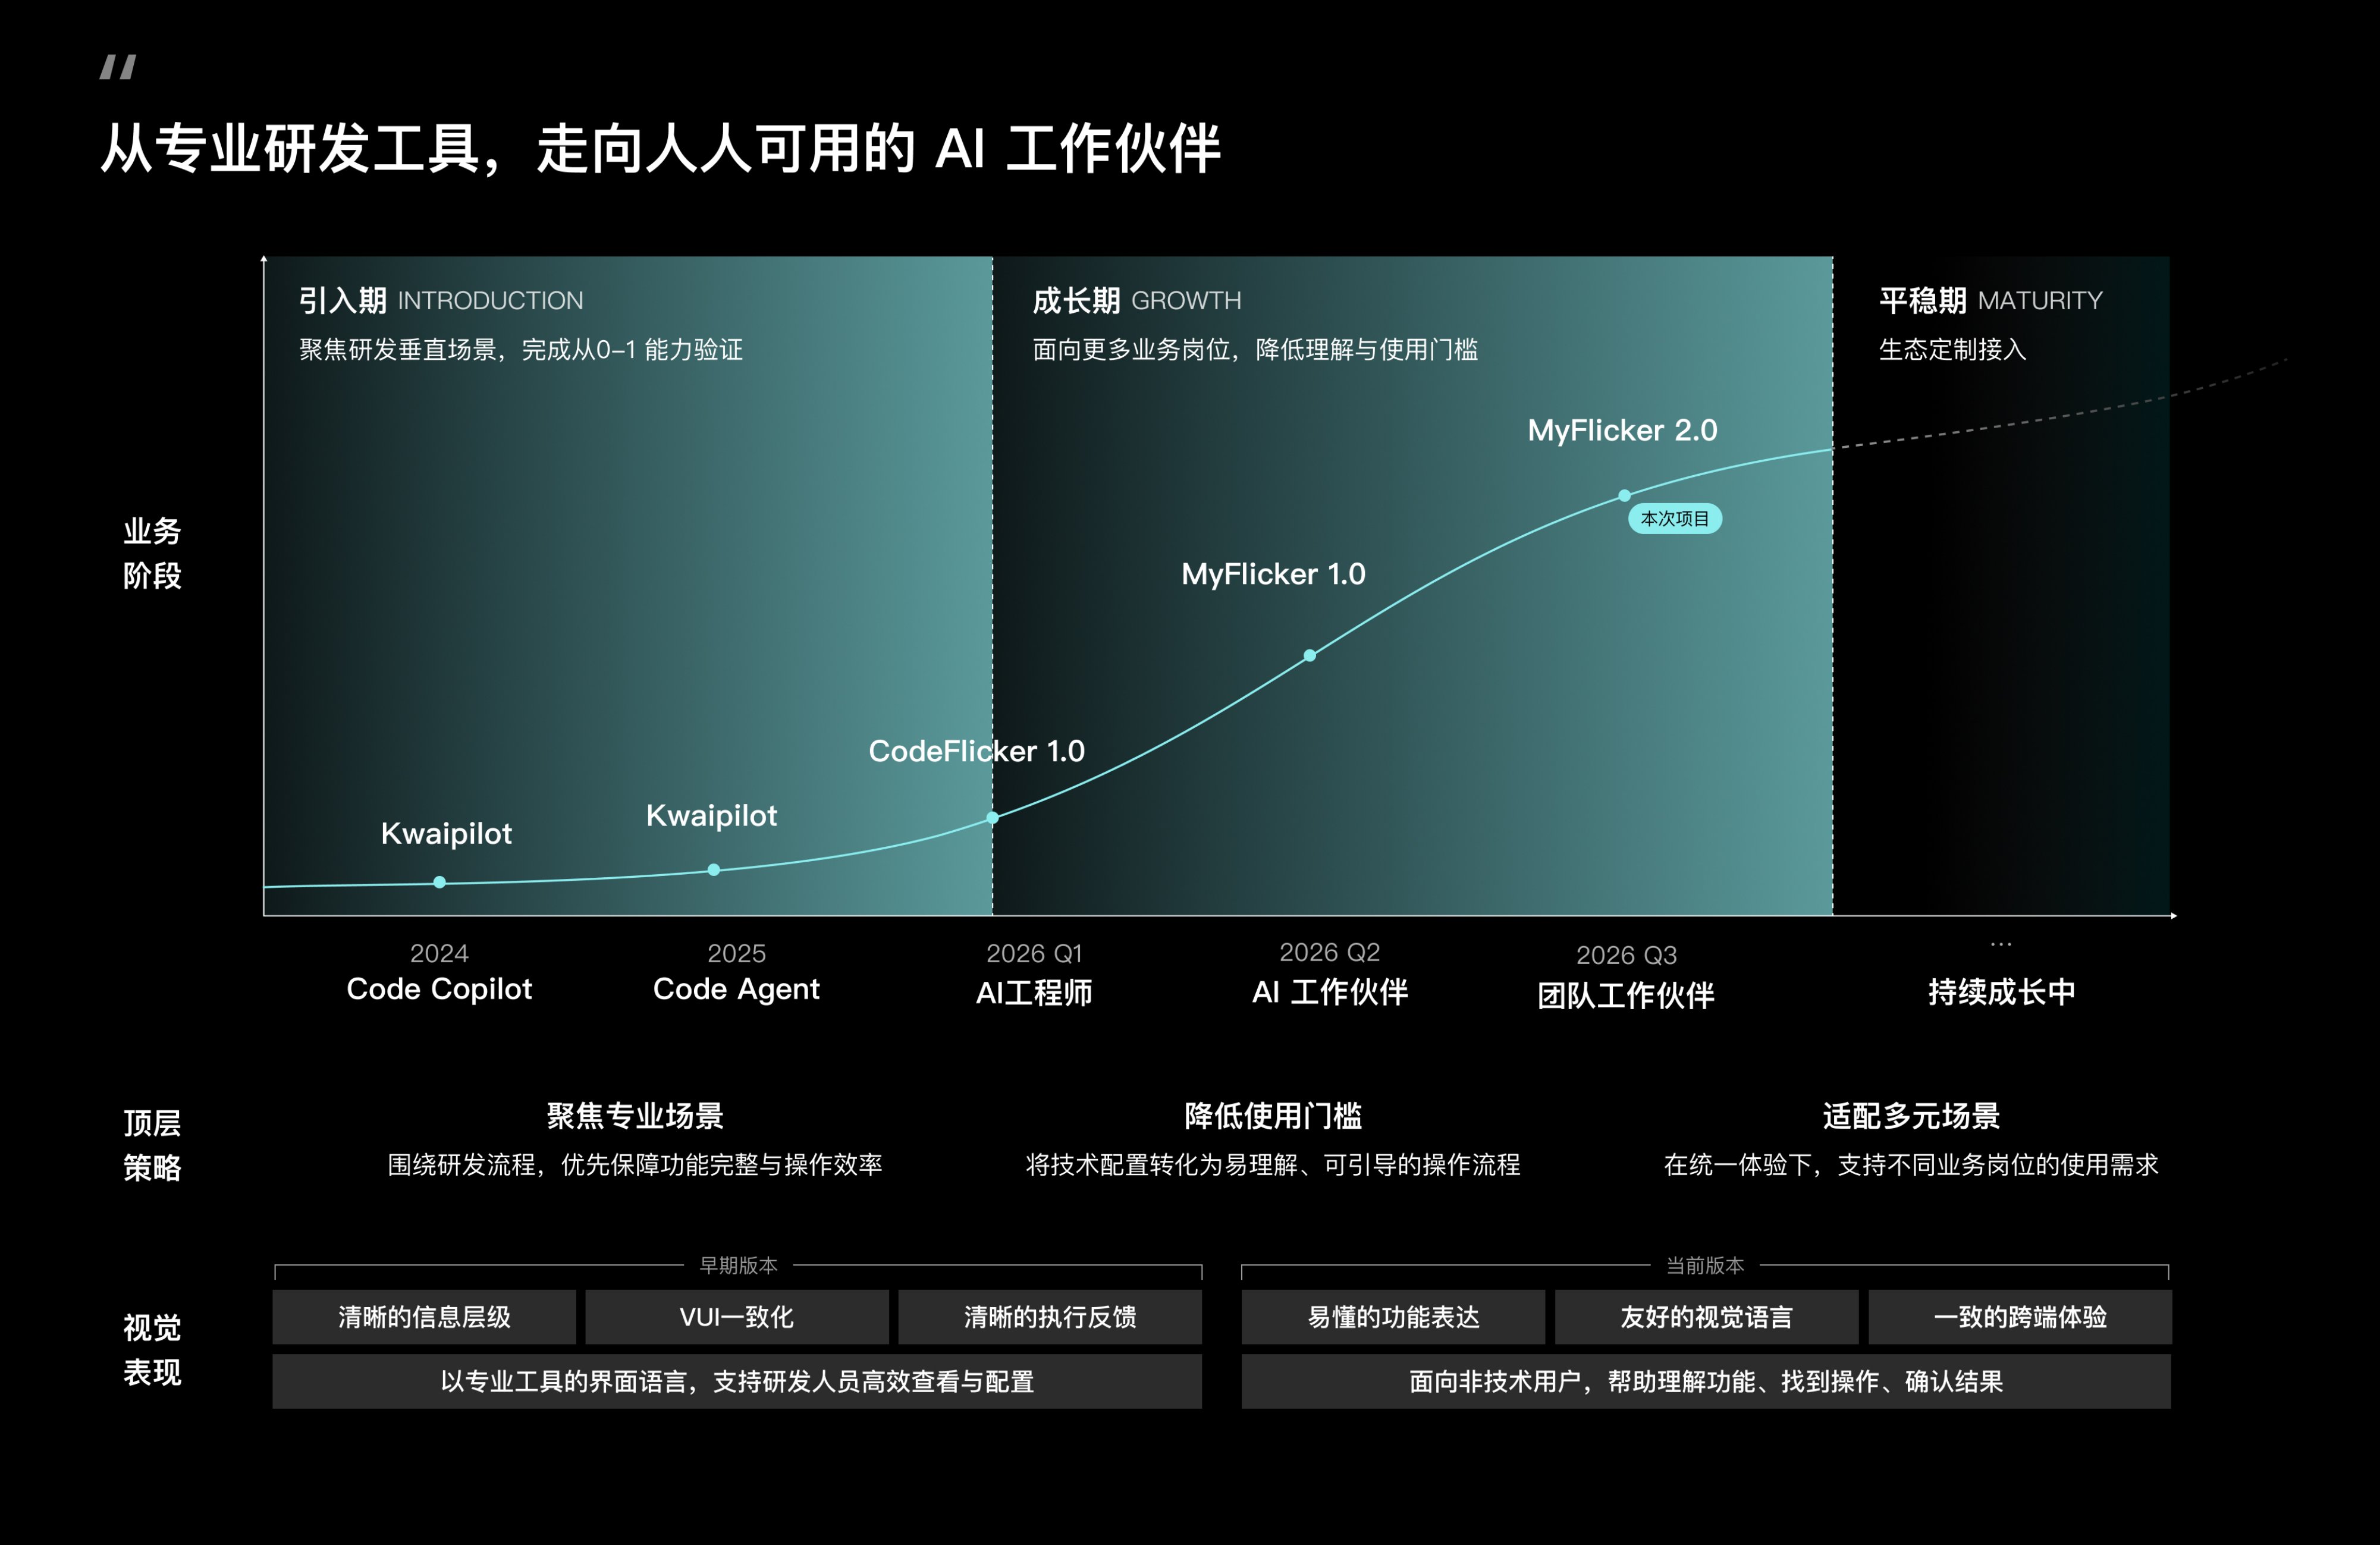 “
从专业研发工具，走向人人可用的 AI 工作伙伴
引入期 INTRODUCTION
聚焦研发垂直场景，完成从0–1 能力验证
成长期 GROWTH
面向更多业务岗位，降低理解与使用门槛
平稳期 MATURITY
生态定制接入
业务
阶段
MyFlicker 2.0
本次项目
MyFlicker 1.0
CodeFlicker 1.0
Kwaipilot
Kwaipilot
2024
Code Copilot
2025
Code Agent
2026 Q1
AI工程师
2026 Q2
AI 工作伙伴
2026 Q3
团队工作伙伴
...
持续成长中
顶层
策略
聚焦专业场景
围绕研发流程，优先保障功能完整与操作效率
降低使用门槛
将技术配置转化为易理解、可引导的操作流程
适配多元场景
在统一体验下，支持不同业务岗位的使用需求
视觉
表现
早期版本
清晰的信息层级
VUI一致化
清晰的执行反馈
以专业工具的界面语言，支持研发人员高效查看与配置
当前版本
易懂的功能表达
友好的视觉语言
一致的跨端体验
面向非技术用户，帮助理解功能、找到操作、确认结果